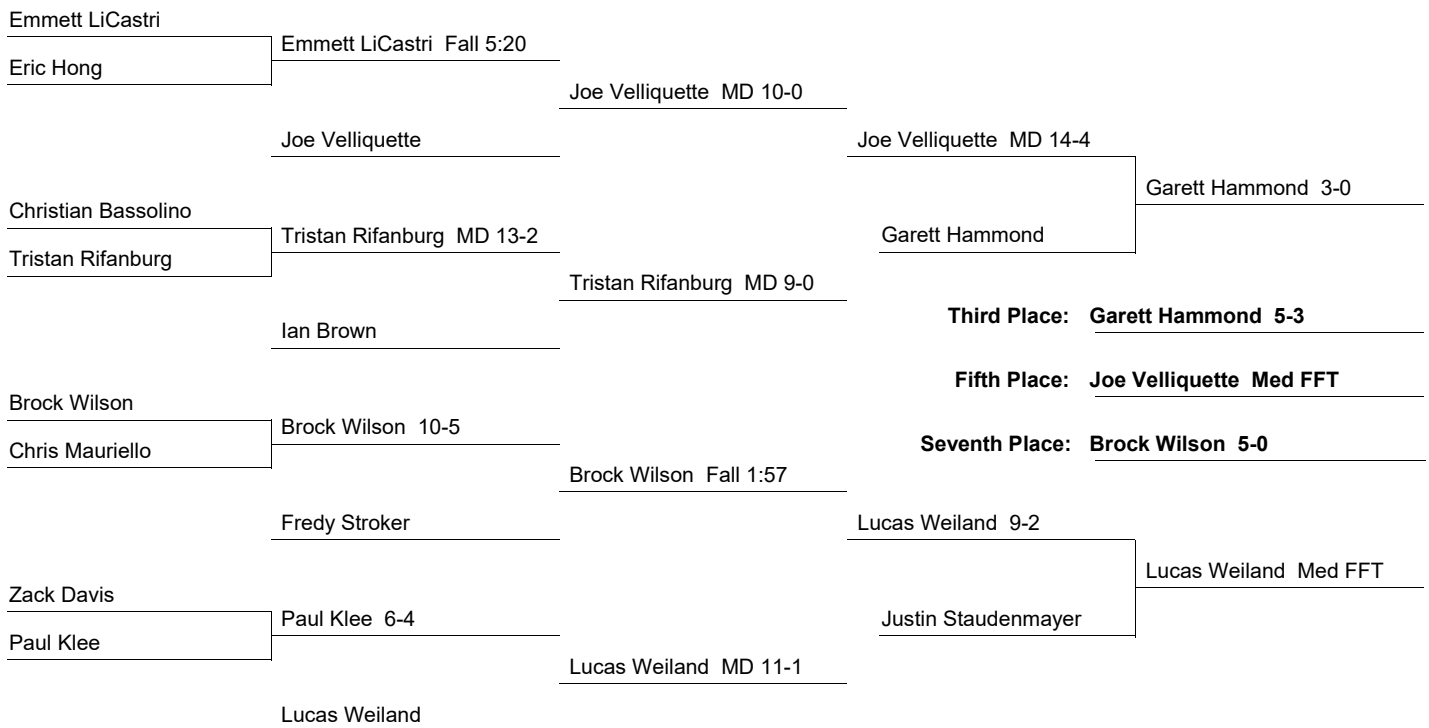 Emmett LiCastri
Emmett LiCastri Fall 5:20
Eric Hong
Joe Velliquette MD 10-0
Joe Velliquette
Joe Velliquette MD 14-4
Garett Hammond 3-0
Christian Bassolino
Tristan Rifanburg MD 13-2
Garett Hammond
Tristan Rifanburg
Tristan Rifanburg MD 9-0
Third Place: Garett Hammond 5-3
Ian Brown
Fifth Place: Joe Velliquette Med FFT
Brock Wilson
Brock Wilson 10-5
Chris Mauriello
Seventh Place: Brock Wilson 5-0
Brock Wilson Fall 1:57
Fredy Stroker
Lucas Weiland 9-2
Lucas Weiland Med FFT
Zack Davis
Paul Klee 6-4
Justin Staudenmayer
Paul Klee
Lucas Weiland MD 11-1
Lucas Weiland